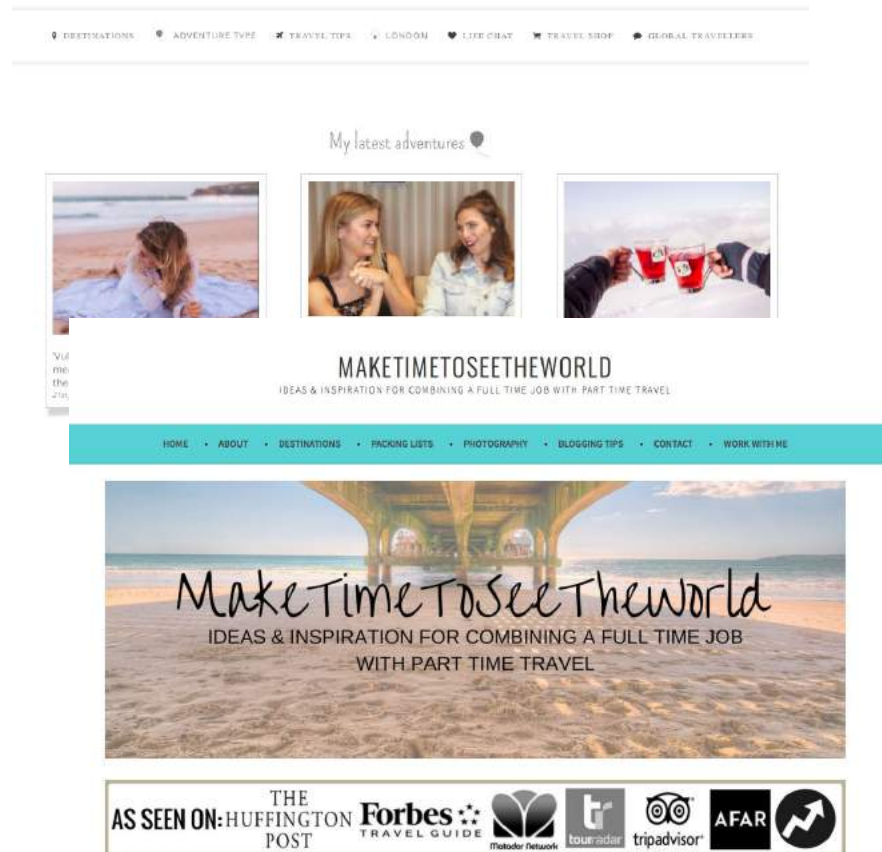 DESTINATIONS ADVENTURE TYPE TRAVEL TIPS LONDON LIFE CHAT TRAVEL SHOP GLOBAL TRAVELLERS
My latest adventures
MAKETIMETOSEETHEWORLD
IDEAS & INSPIRATION FOR COMBINING A FULL TIME JOB WITH PART TIME TRAVEL
HOME • ABOUT • DESTINATIONS • PACKING LISTS • PHOTOGRAPHY • BLOGGING TIPS • CONTACT • WORK WITH ME
MakeTimeToSeeTheWorld
IDEAS & INSPIRATION FOR COMBINING A FULL TIME JOB
WITH PART TIME TRAVEL
AS SEEN ON: THE HUFFINGTON POST Forbes TRAVEL GUIDE Matador Network tr tourradar tripadvisor AFAR